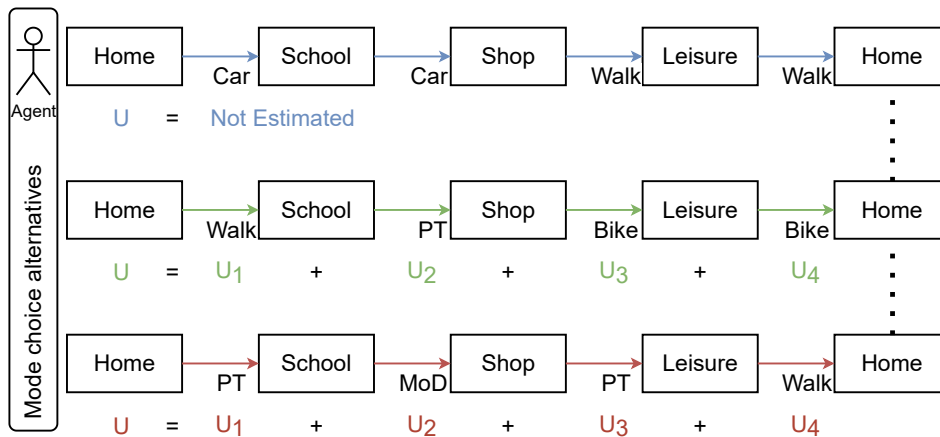 Agent
Mode choice alternatives
Home School Shop Leisure Home
Car Car Walk Walk
U = Not Estimated
Home School Shop Leisure Home
Walk PT Bike Bike
U = U1 + U2 + U3 + U4
Home School Shop Leisure Home
PT MoD PT Walk
U = U1 + U2 + U3 + U4